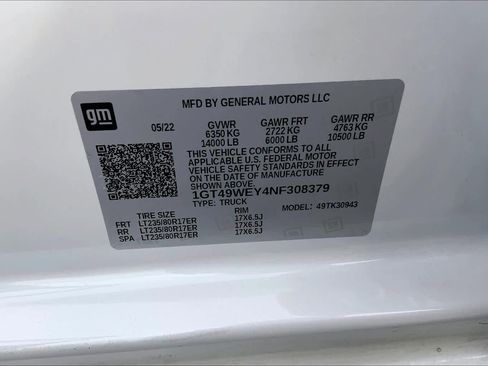 gm
MFD BY GENERAL MOTORS LLC
05/22 GVWR GAWR FRT GAWR RR
6350 KG 2722 KG 4763 KG
14000 LB 6000 LB 10500 LB
THIS VEHICLE CONFORMS TO ALL
APPLICABLE U.S. FEDERAL MOTOR
VEHICLE SAFETY STANDARDS IN EFFECT
ON THE DATE OF MANUFACTURE SHOWN ABOVE.
1GT49WEY4NF308379
TYPE: TRUCK MODEL: 49TK30943
TIRE SIZE RIM
FRT LT235/80R17ER 17X6.5J
RR LT235/80R17ER 17X6.5J
SPA LT235/80R17ER 17X6.5J